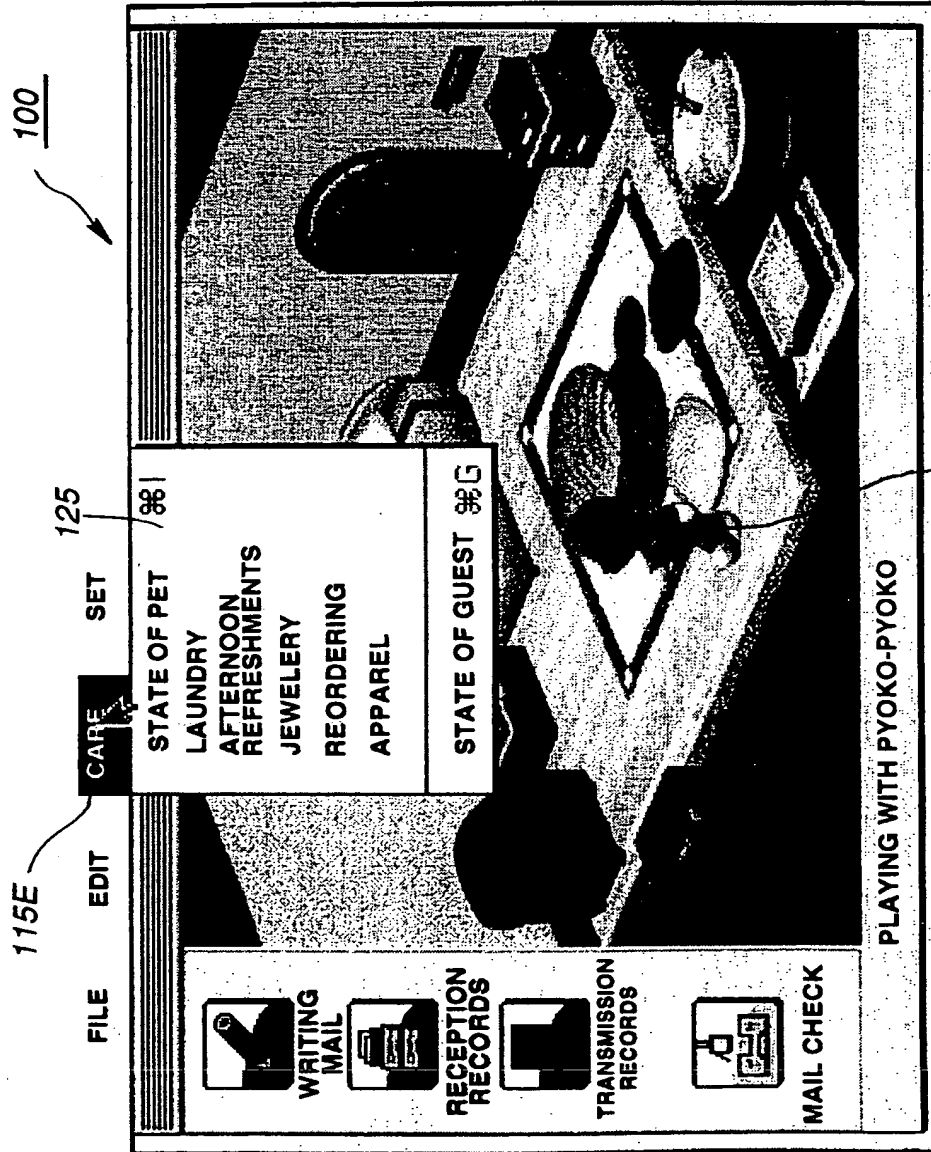 100
115E
125
FILE EDIT CARE SET
STATE OF PET ⌘I
LAUNDRY
AFTERNOON
REFRESHMENTS
JEWELERY
REORDERING
APPAREL
STATE OF GUEST ⌘G
WRITING
MAIL
RECEPTION
RECORDS
TRANSMISSION
RECORDS
MAIL CHECK
PLAYING WITH PYOKO-PYOKO